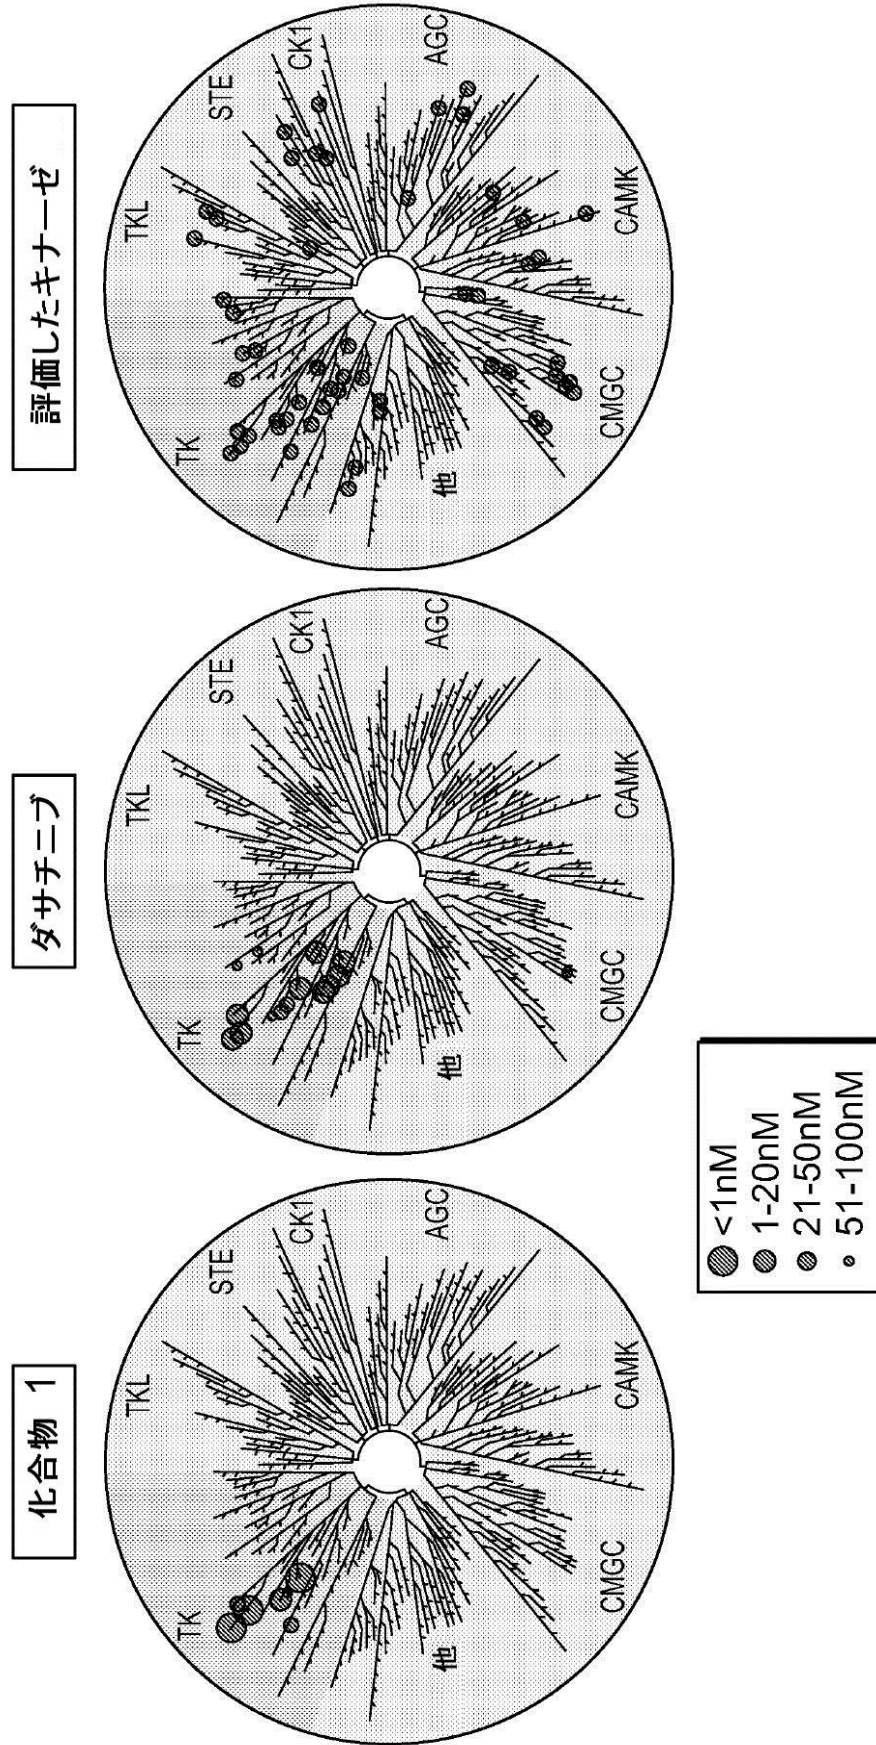 化合物 1
TK
TKL
STE
CK1
AGC
CAMK
CMGC
他
ダサチニブ
TK
TKL
STE
CK1
AGC
CAMK
CMGC
他
評価したキナーゼ
TK
TKL
STE
CK1
AGC
CAMK
CMGC
他
<1nM
1-20nM
21-50nM
51-100nM